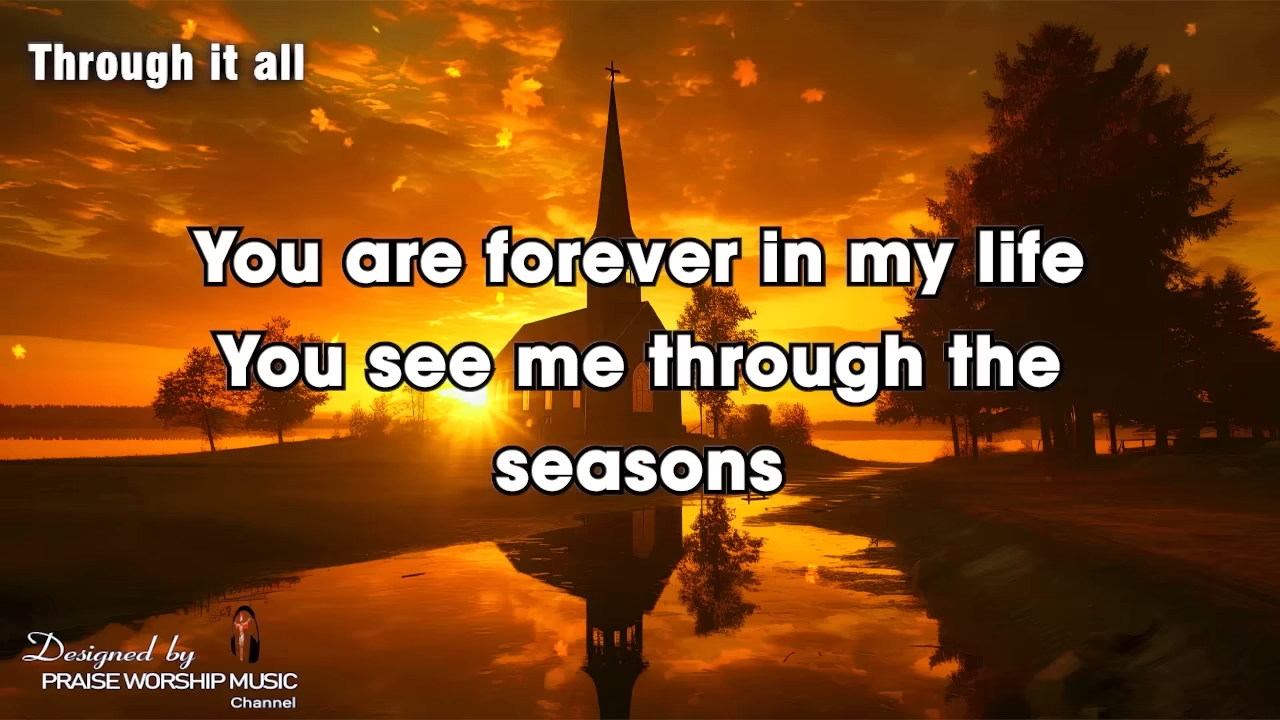 Through it all
You are forever in my life
You see me through the
seasons
Designed by
PRAISE WORSHIP MUSIC
Channel